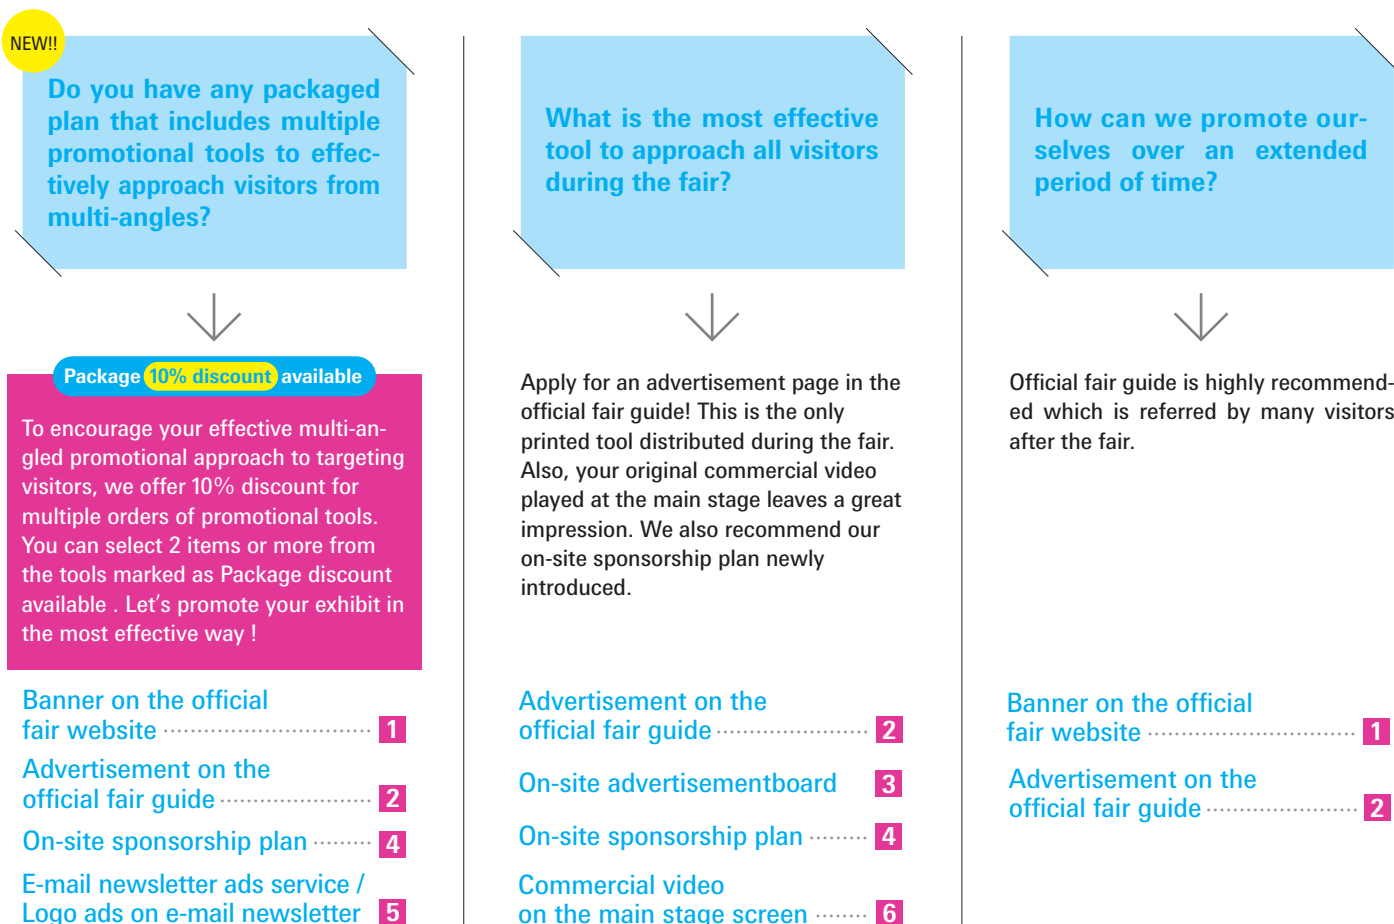 NEW!!
Do you have any packaged
plan that includes multiple
promotional tools to effec-
tively approach visitors from
multi-angles?
Package 10% discount available
To encourage your effective multi-an-
gled promotional approach to targeting
visitors, we offer 10% discount for
multiple orders of promotional tools.
You can select 2 items or more from
the tools marked as Package discount
available . Let's promote your exhibit in
the most effective way !
Banner on the official
fair website ................................ 1
Advertisement on the
official fair guide ....................... 2
On-site sponsorship plan ......... 4
E-mail newsletter ads service /
Logo ads on e-mail newsletter 5
What is the most effective
tool to approach all visitors
during the fair?
Apply for an advertisement page in the
official fair guide! This is the only
printed tool distributed during the fair.
Also, your original commercial video
played at the main stage leaves a great
impression. We also recommend our
on-site sponsorship plan newly
introduced.
Advertisement on the
official fair guide ....................... 2
On-site advertisementboard 3
On-site sponsorship plan ......... 4
Commercial video
on the main stage screen ........ 6
How can we promote our-
selves over an extended
period of time?
Official fair guide is highly recommend-
ed which is referred by many visitors
after the fair.
Banner on the official
fair website ................................ 1
Advertisement on the
official fair guide ....................... 2